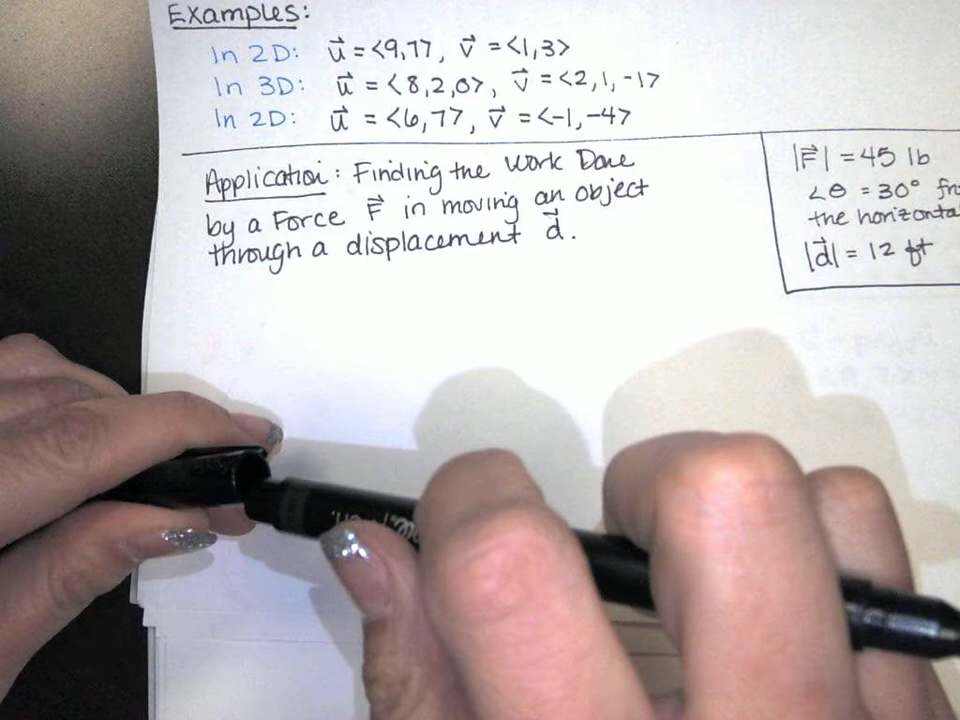 Examples:
In 2D: u⃗ = <9,7>, v⃗ = <1,3>
In 3D: u⃗ = <8,2,0>, v⃗ = <2,1,-1>
In 2D: u⃗ = <6,7>, v⃗ = <-1,-4>
Application: Finding the Work Done
by a Force F⃗ in moving an object
through a displacement d⃗.
|F⃗| = 45 lb
∠θ = 30°
the
|d⃗| = 12 ft